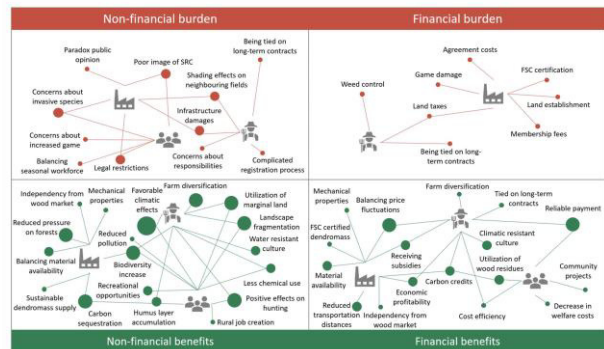 Non-financial burden
Financial burden
Paradox public
opinion
Poor image of SRC
Being tied on
long-term contracts
Shading effects on
neighbouring fields
Concerns about
invasive species
Infrastructure
damages
Concerns about
increased game
Balancing
seasonal workforce
Legal restrictions
Concerns about
responsibilities
Complicated
registration process
Agreement costs
Game damage
FSC certification
Weed control
Land taxes
Land establishment
Membership fees
Being tied on long-
term contracts
Independency from
wood market
Mechanical
properties
Favorable
climatic
effects
Farm diversification
Utilization of
marginal land
Reduced pressure
on forests
Landscape
fragmentation
Reduced
pollution
Water resistant
culture
Balancing material
availability
Biodiversity
increase
Less chemical use
Recreational
opportunities
Sustainable
dendromass supply
Carbon
sequestration
Humus layer
accumulation
Positive effects on
hunting
Rural job creation
Mechanical
properties
Farm diversification
Balancing price
fluctuations
Tied on long-term
contracts
Reliable payment
FSC certified
dendromass
Climatic resistant
culture
Receiving
subsidies
Utilization of
wood residues
Material
availability
Carbon credits
Community
projects
Economic
profitability
Reduced
transportation
distances
Independency from
wood market
Cost efficiency
Decrease in
welfare costs
Non-financial benefits
Financial benefits